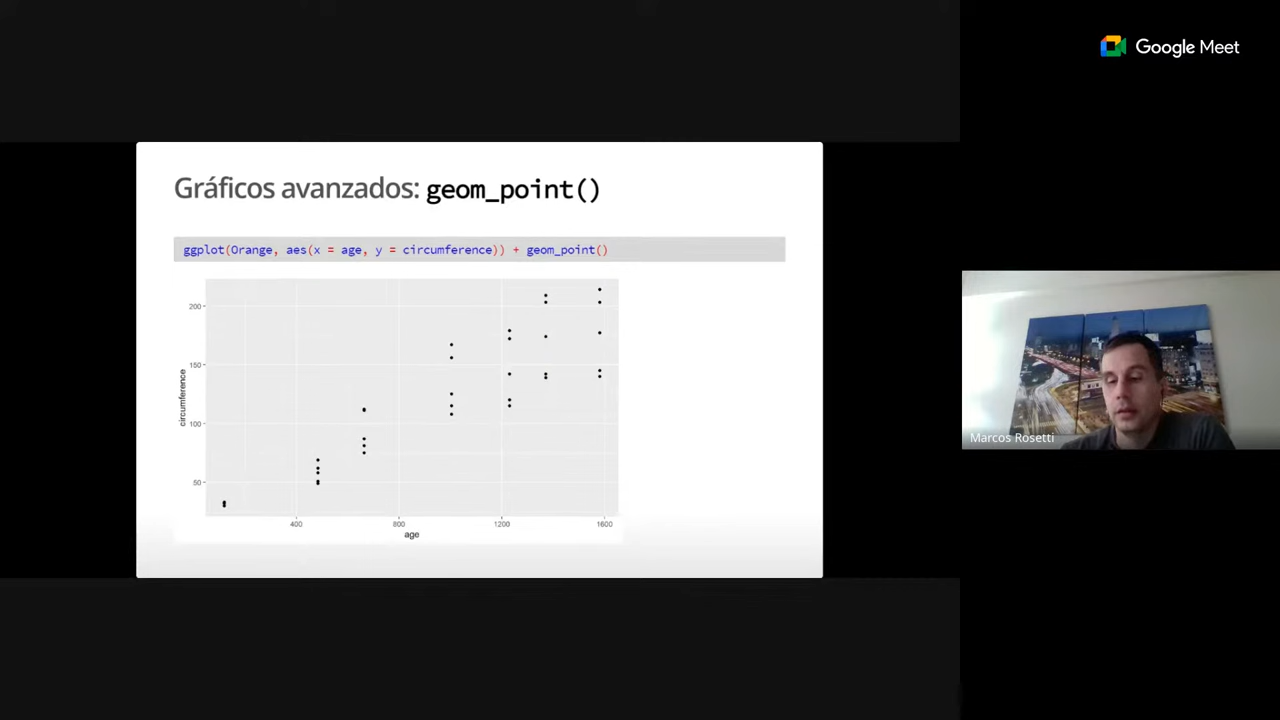 Google Meet
Gráficos avanzados: geom_point()
ggplot(Orange, aes(x = age, y = circumference)) + geom_point()
200
150
100
50
circumference
400 800 1200 1600
age
Marcos Rosetti